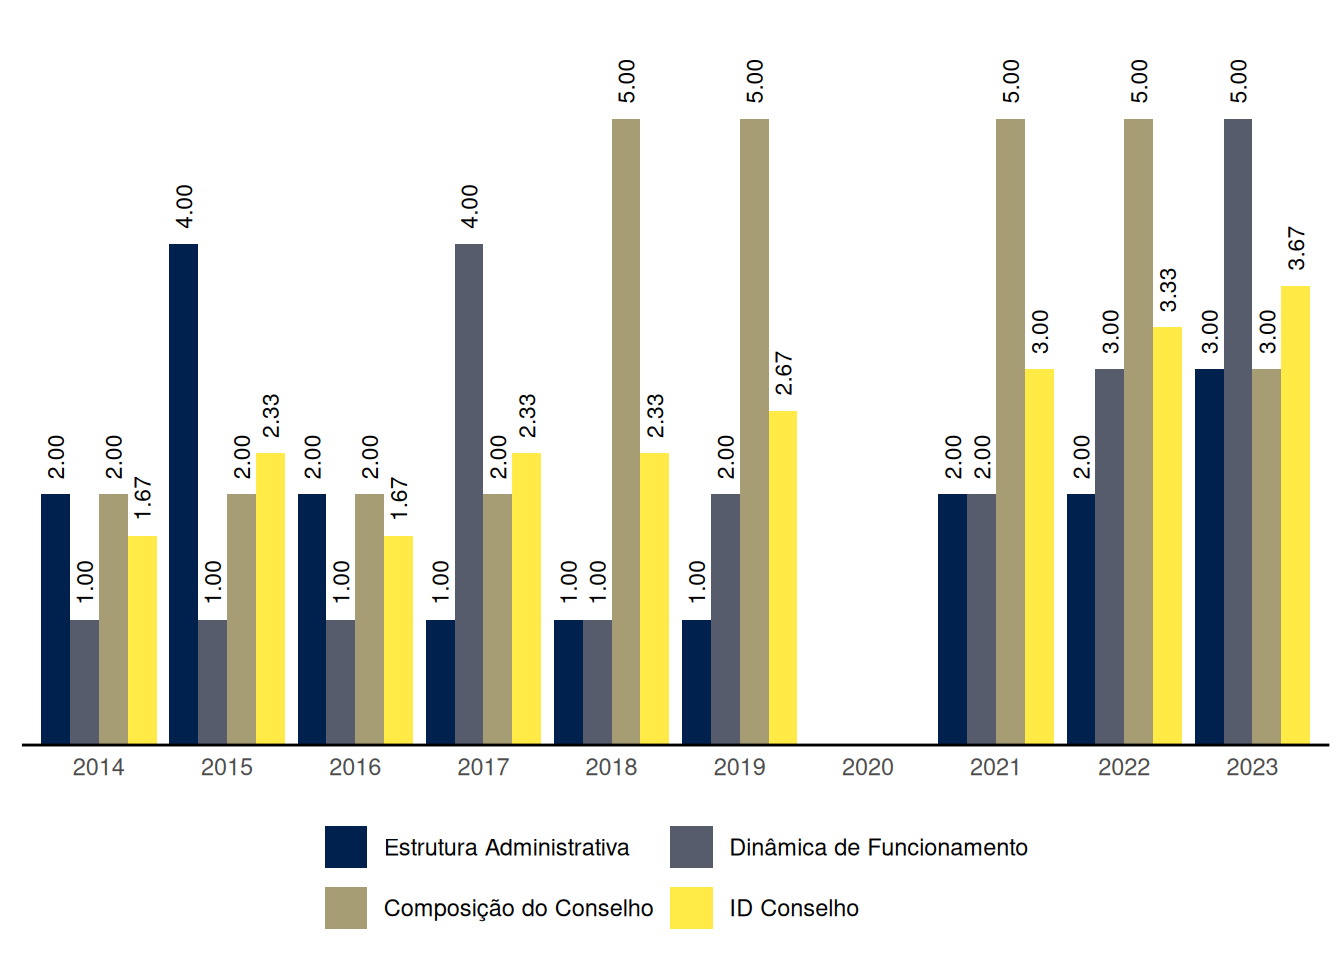 2.00 1.00 2.00 1.67
4.00 1.00 2.00 2.33
2.00 1.00 2.00 1.67
1.00 4.00 2.00 2.33
1.00 1.00 5.00 2.33
1.00 2.00 5.00 2.67
2.00 2.00 5.00 3.00
2.00 3.00 5.00 3.33
3.00 5.00 3.00 3.67
2014 2015 2016 2017 2018 2019 2020 2021 2022 2023
Estrutura Administrativa Dinâmica de Funcionamento
Composição do Conselho ID Conselho